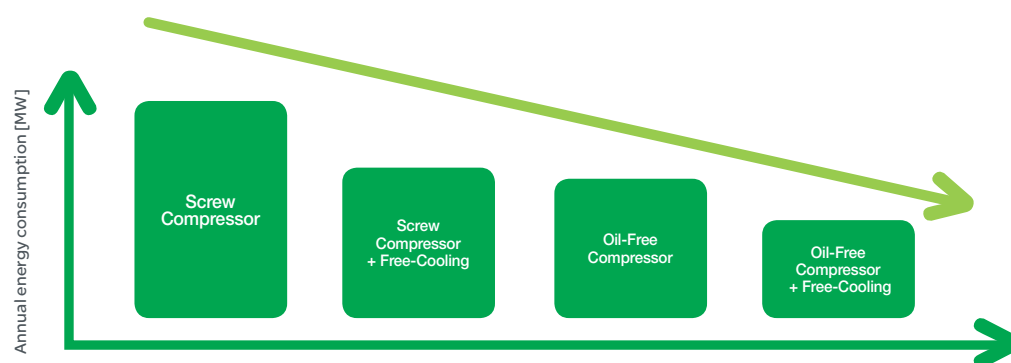 Annual energy consumption [MW]
Screw
Compressor
Screw
Compressor
+ Free-Cooling
Oil-Free
Compressor
Oil-Free
Compressor
+ Free-Cooling